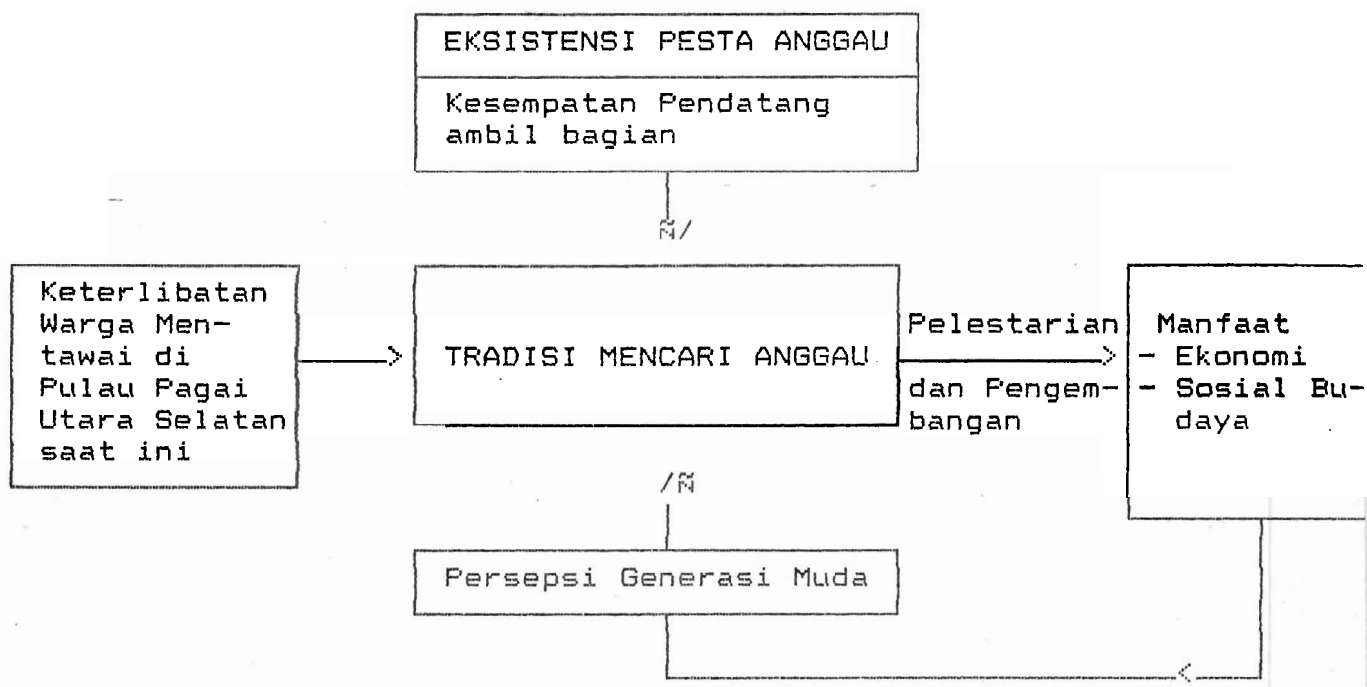 EKSISTENSI PESTA ANGGAU
Kesempatan Pendatang
ambil bagian
Ñ/
Keterlibatan
Warga Men-
tawai di
Pulau Pagai
Utara Selatan
saat ini
>
TRADISI MENCARI ANGGAU
Pelestarian
>
dan Pengem-
bangan
Manfaat
- Ekonomi
- Sosial Bu-
daya
/Ñ
Persepsi Generasi Muda
<